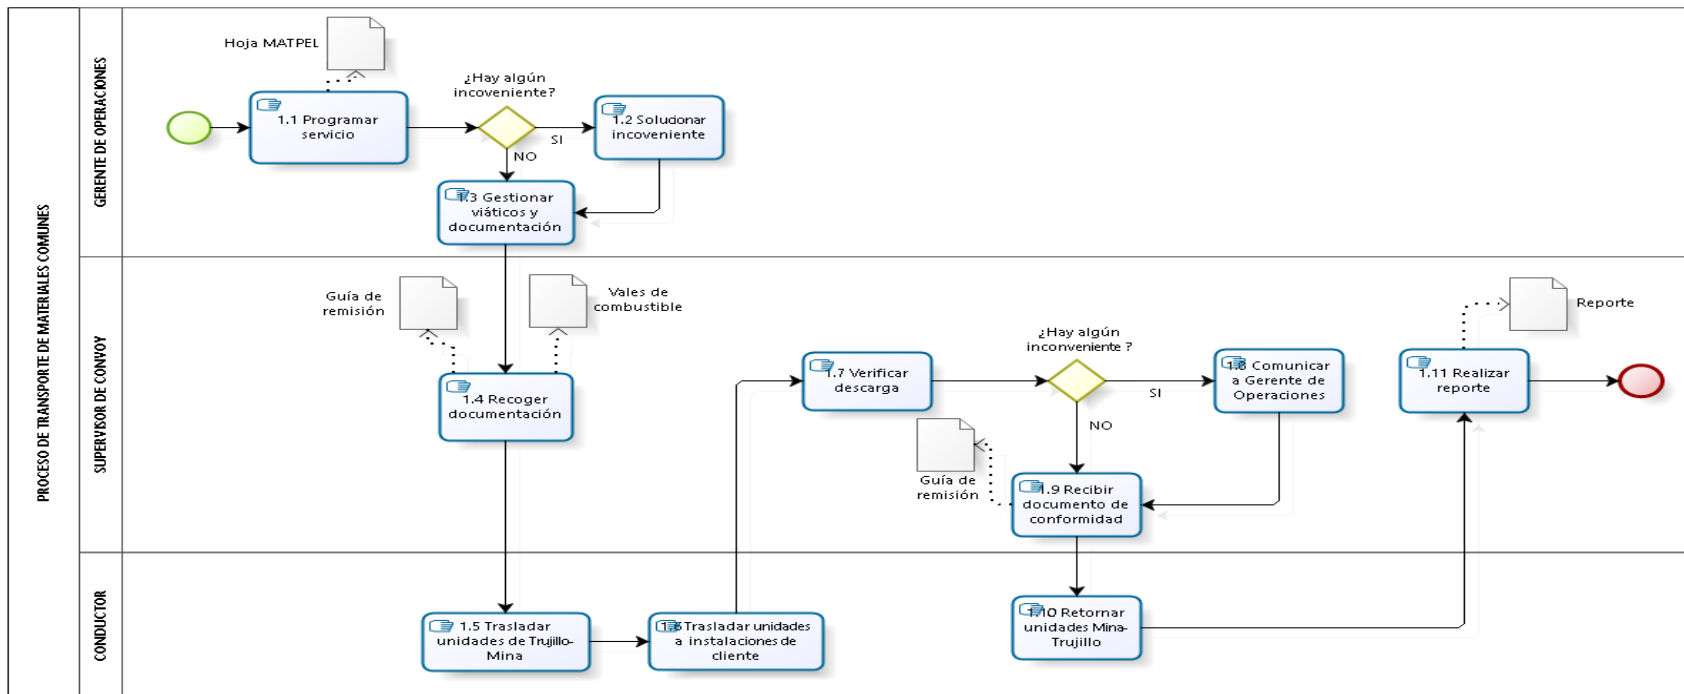 PROCESO DE TRANSPORTE DE MATERIALES COMUNES
GERENTE DE OPERACIONES
Hoja MATPEL
1.1 Programar
servicio
¿Hay algún
incoveniente?
SI
NO
1.2 Solucionar
incoveniente
1.3 Gestionar
viáticos y
documentación
SUPERVISOR DE CONVOY
Guía de
remisión
Vales de
combustible
1.4 Recoger
documentación
1.7 Verificar
descarga
¿Hay algún
inconveniente ?
SI
NO
1.8 Comunicar
a Gerente de
Operaciones
Guía de
remisión
1.9 Recibir
documento de
conformidad
Reporte
1.11 Realizar
reporte
CONDUCTOR
1.5 Trasladar
unidades de Trujillo-
Mina
1.6 Trasladar unidades
a instalaciones de
cliente
1.10 Retornar
unidades Mina-
Trujillo